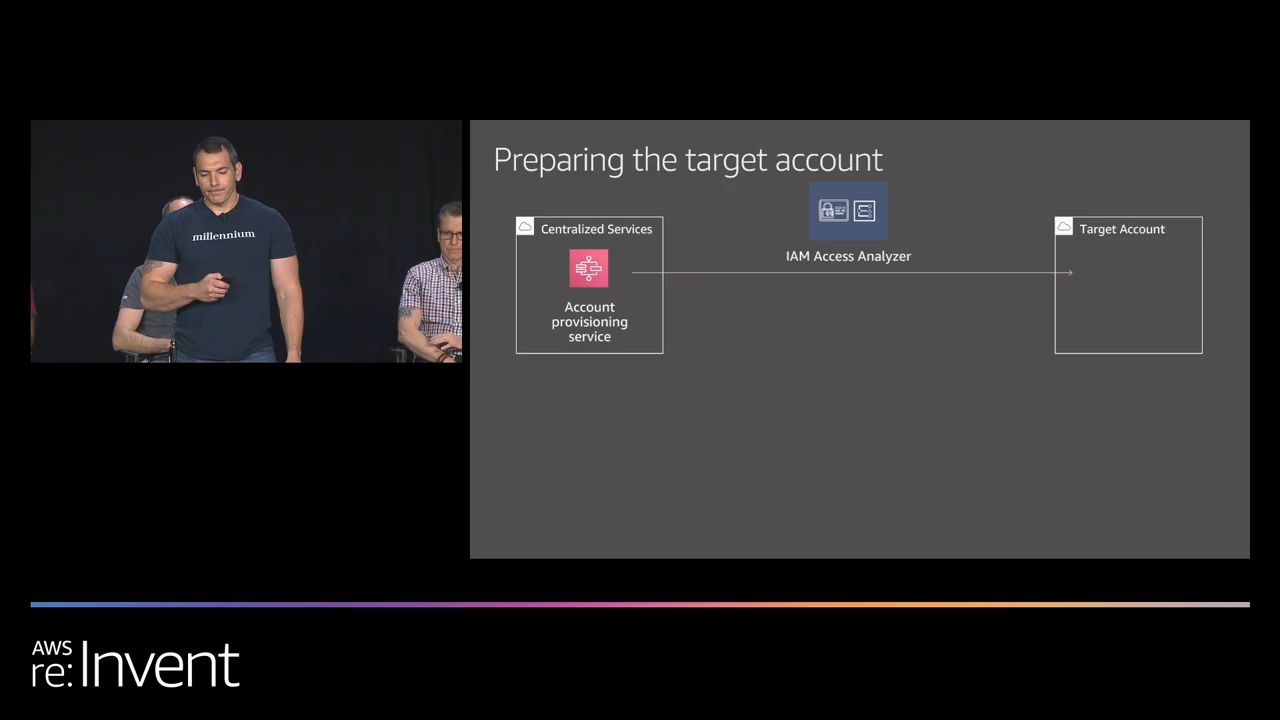 millennium
Preparing the target account
Centralized Services
Account
provisioning
service
IAM Access Analyzer
Target Account
AWS
re:Invent